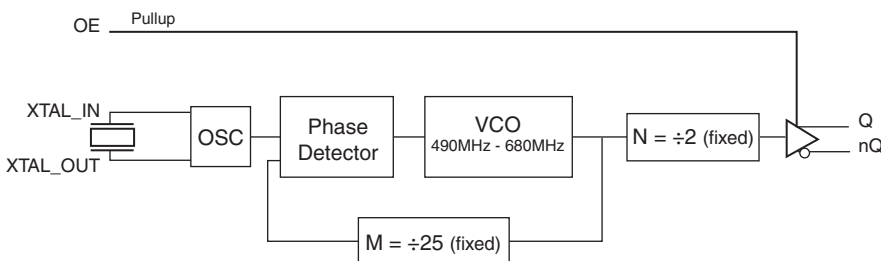 OE Pullup
XTAL_IN
XTAL_OUT
OSC
Phase
Detector
VCO
490MHz - 680MHz
N = ÷2 (fixed)
Q
nQ
M = ÷25 (fixed)